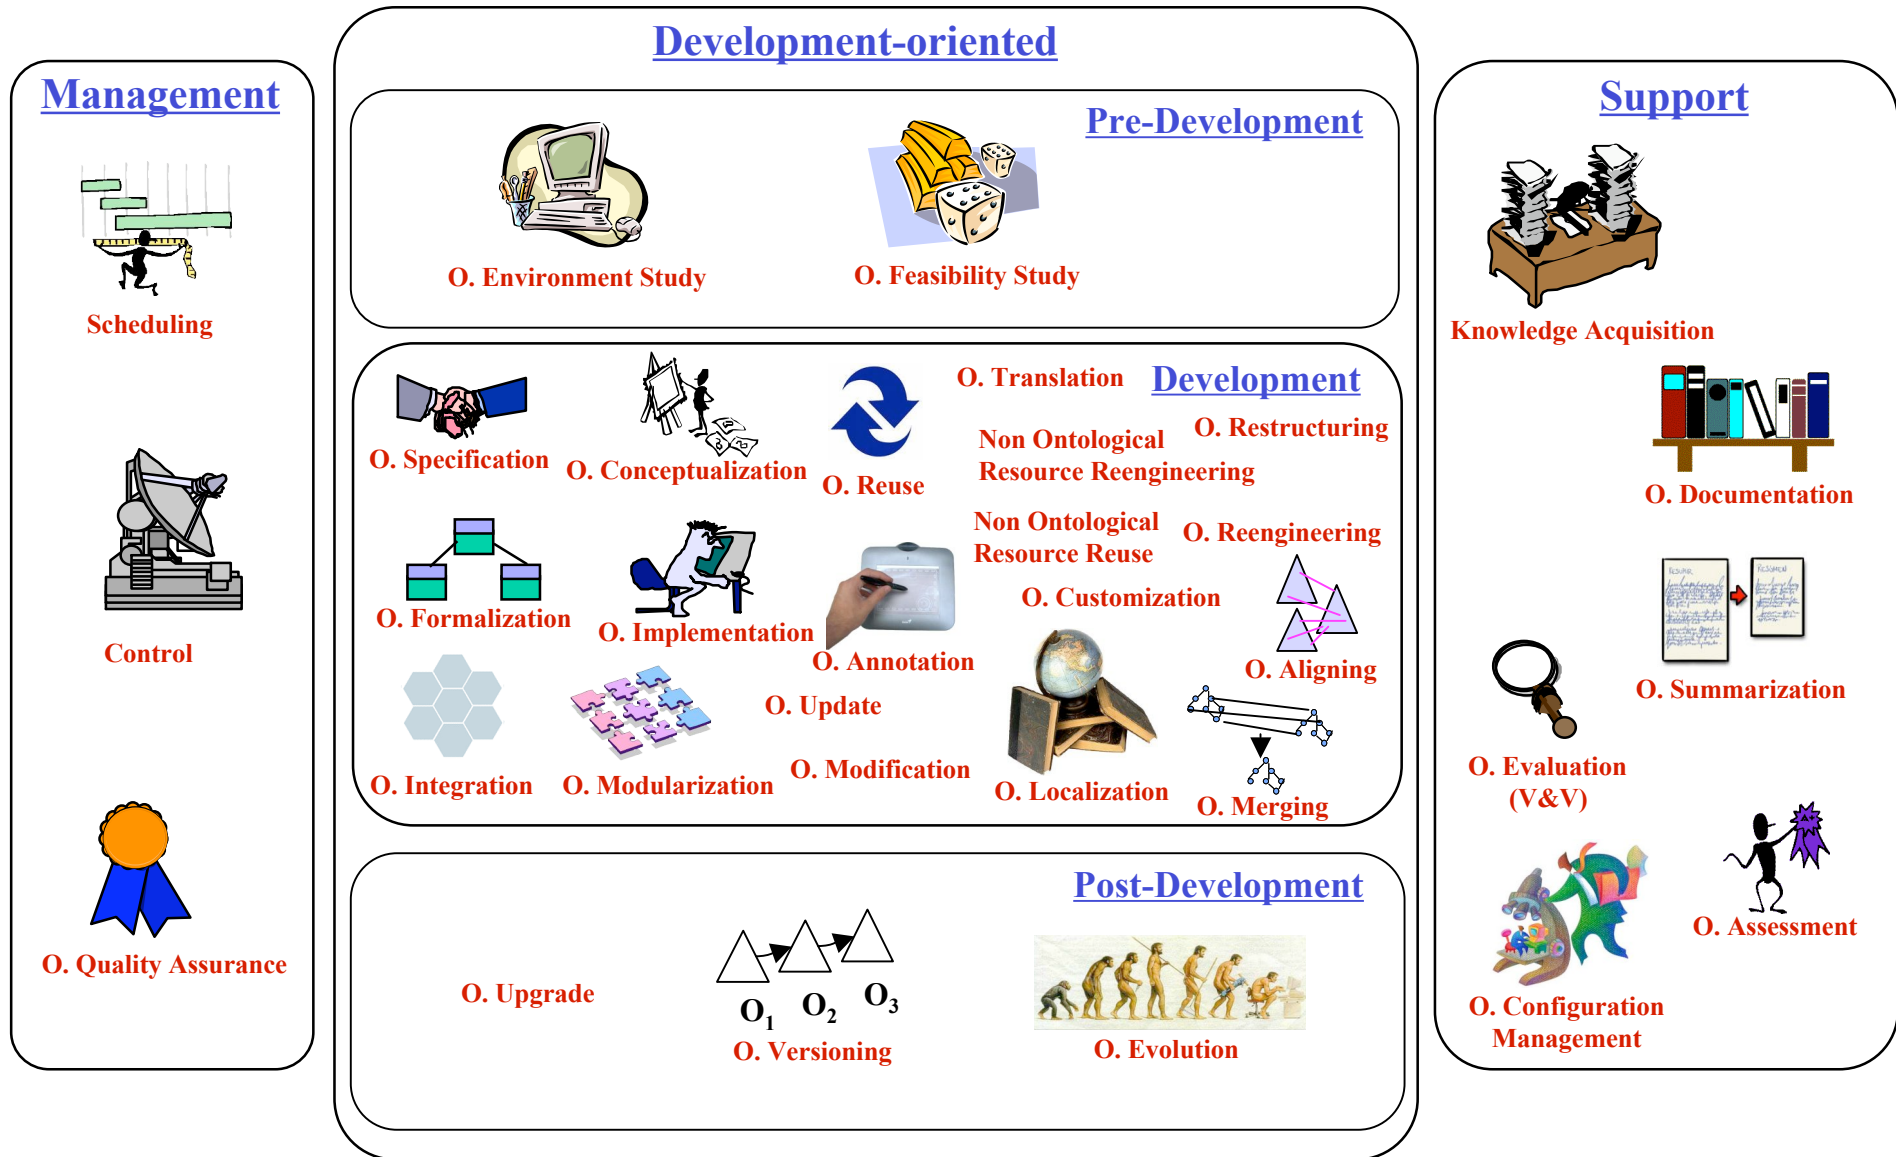 Management
Scheduling
Control
O. Quality Assurance
Development-oriented
Pre-Development
O. Environment Study
O. Feasibility Study
Development
O. Specification
O. Conceptualization
O. Reuse
O. Translation
Non Ontological
Resource Reengineering
O. Restructuring
O. Formalization
O. Implementation
O. Annotation
Non Ontological
Resource Reuse
O. Reengineering
O. Customization
O. Aligning
O. Integration
O. Modularization
O. Update
O. Modification
O. Localization
O. Merging
Post-Development
O. Upgrade
O1 O2 O3
O. Versioning
O. Evolution
Support
Knowledge Acquisition
O. Documentation
RESUMEN
O. Summarization
O. Evaluation
(V&V)
A+
O. Assessment
O. Configuration
Management